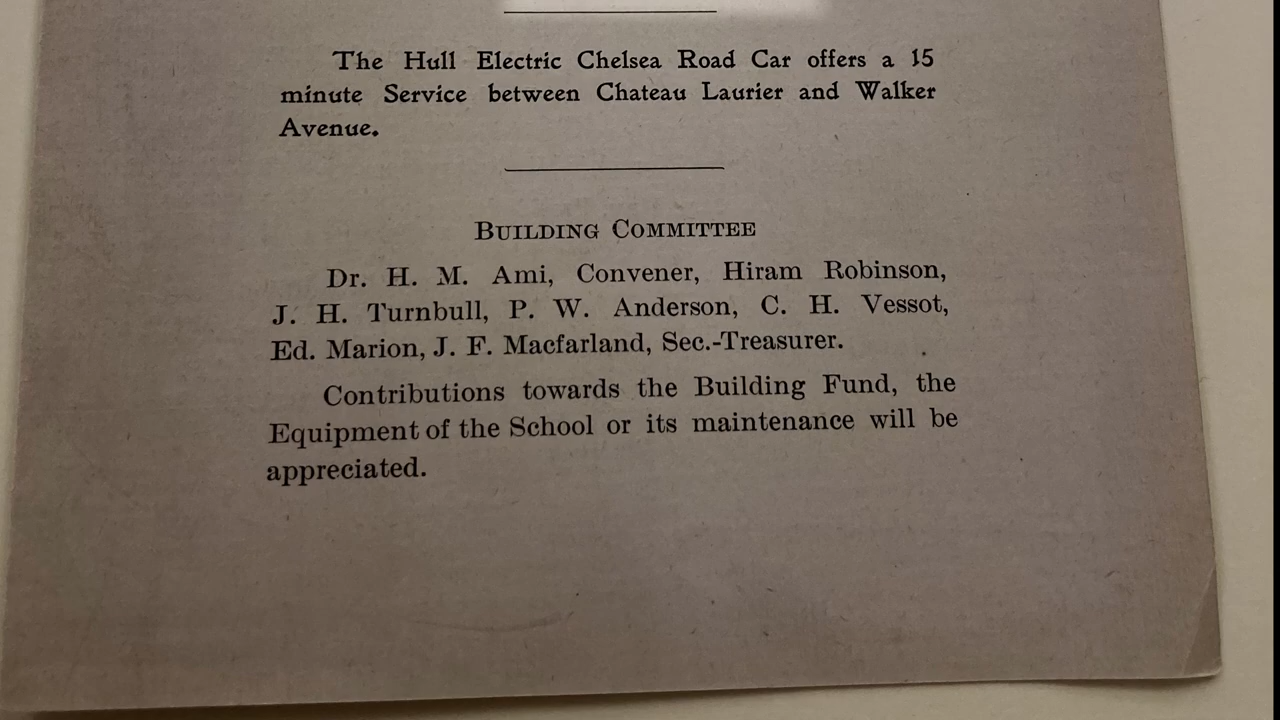 The Hull Electric Chelsea Road Car offers a 15
minute Service between Chateau Laurier and Walker
Avenue.
BUILDING COMMITTEE
Dr. H. M. Ami, Convener, Hiram Robinson,
J. H. Turnbull, P. W. Anderson, C. H. Vessot,
Ed. Marion, J. F. Macfarland, Sec.-Treasurer.
Contributions towards the Building Fund, the
Equipment of the School or its maintenance will be
appreciated.